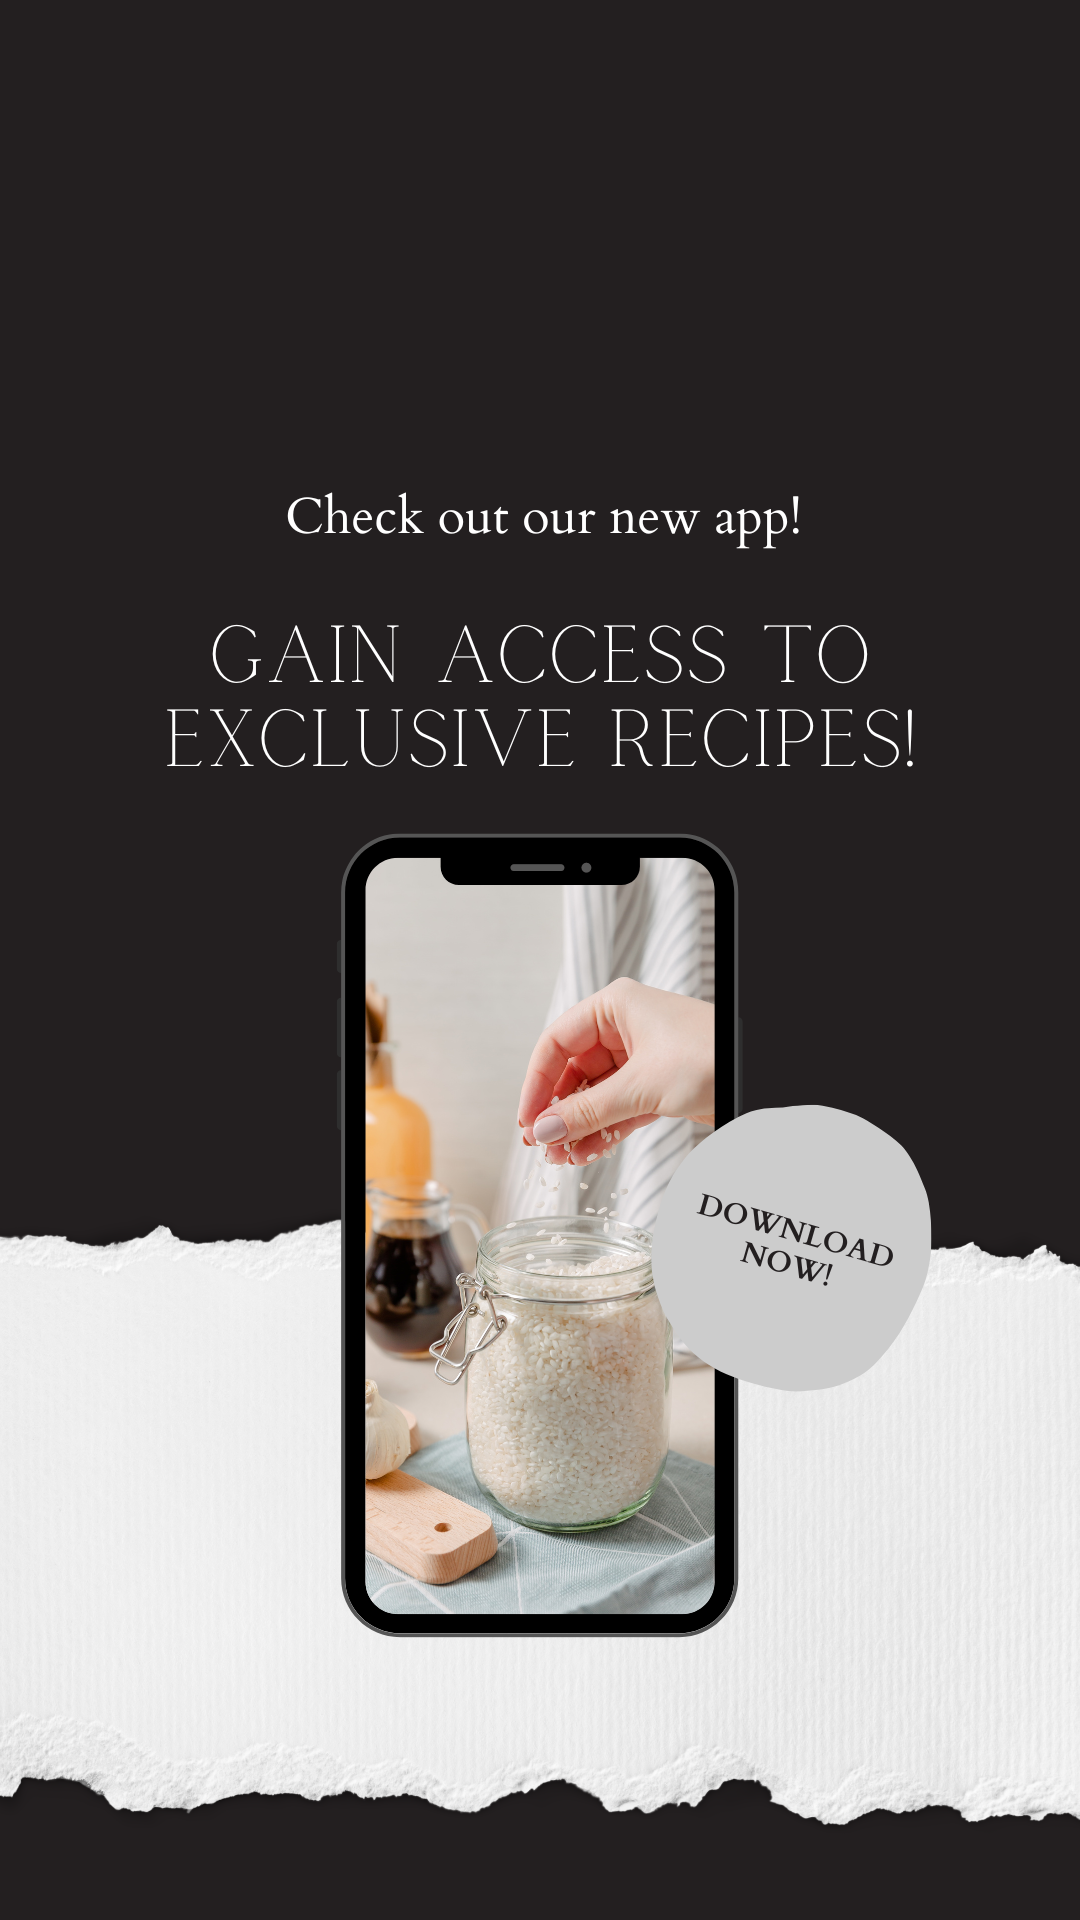 Check out our new app!
GAIN ACCESS TO
EXCLUSIVE RECIPES!
DOWNLOAD
NOW!